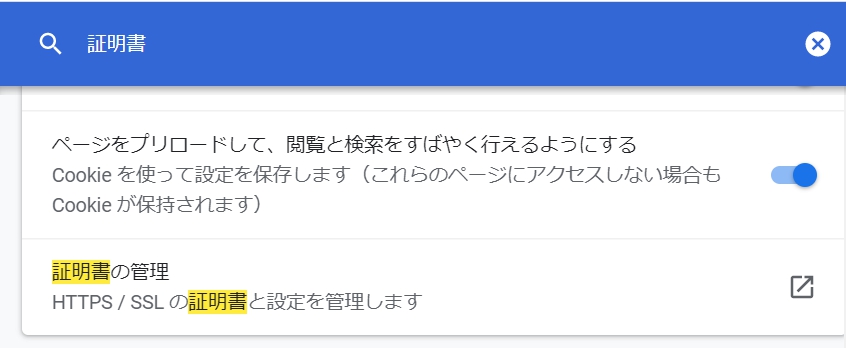 証明書
ページをプリロードして、閲覧と検索をすばやく行えるようにする
Cookie を使って設定を保存します（これらのページにアクセスしない場合も
Cookie が保持されます）
証明書の管理
HTTPS / SSL の証明書と設定を管理します